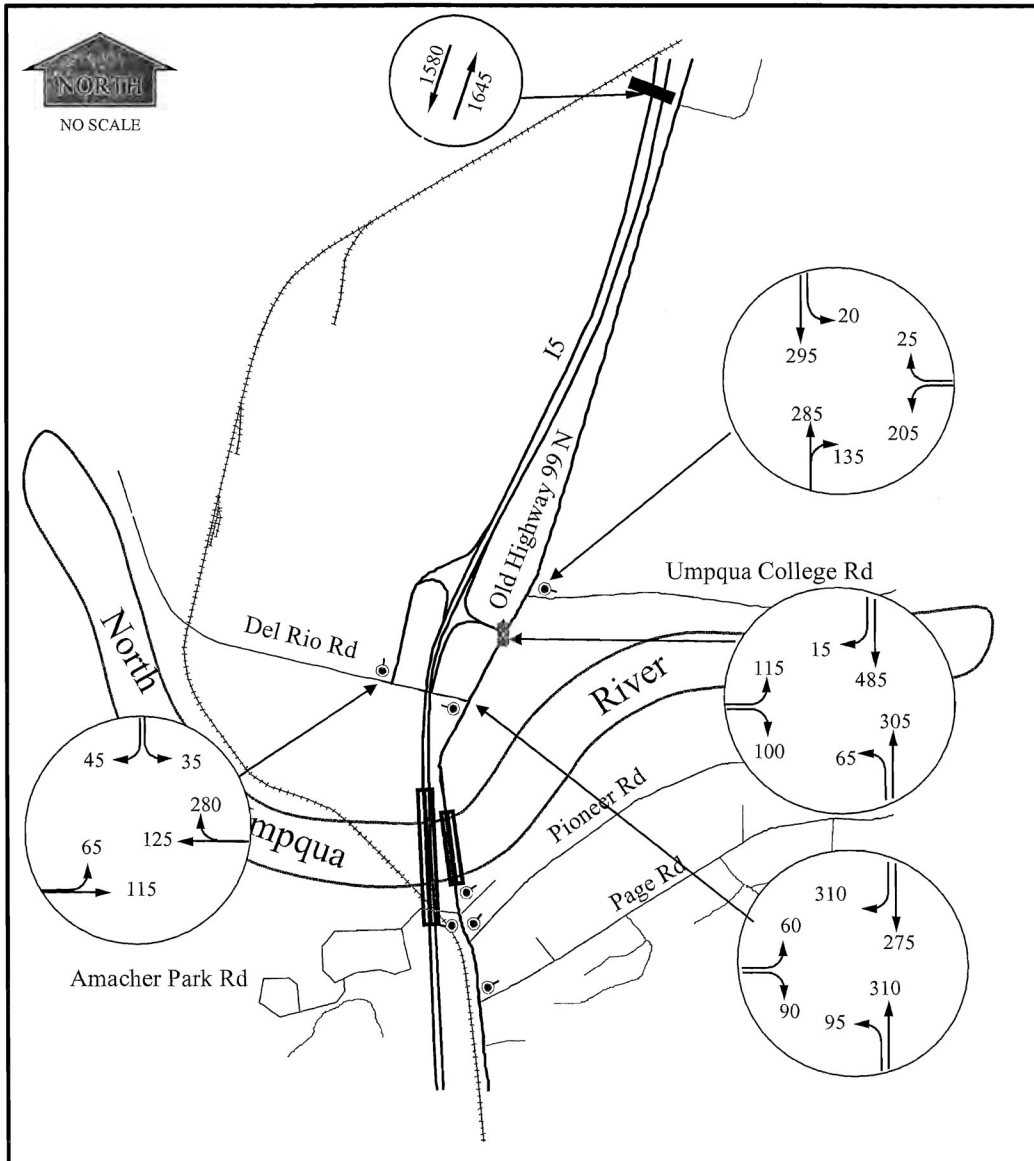 NORTH
NO SCALE
1580
1645
I5
Old Highway 99 N
20
295
25
285
135
205
Umpqua College Rd
Del Rio Rd
North
mpqua
River
15
115
485
305
100
65
45
35
280
125
65
115
Pioneer Rd
Page Rd
Amacher Park Rd
310
60
275
310
90
95